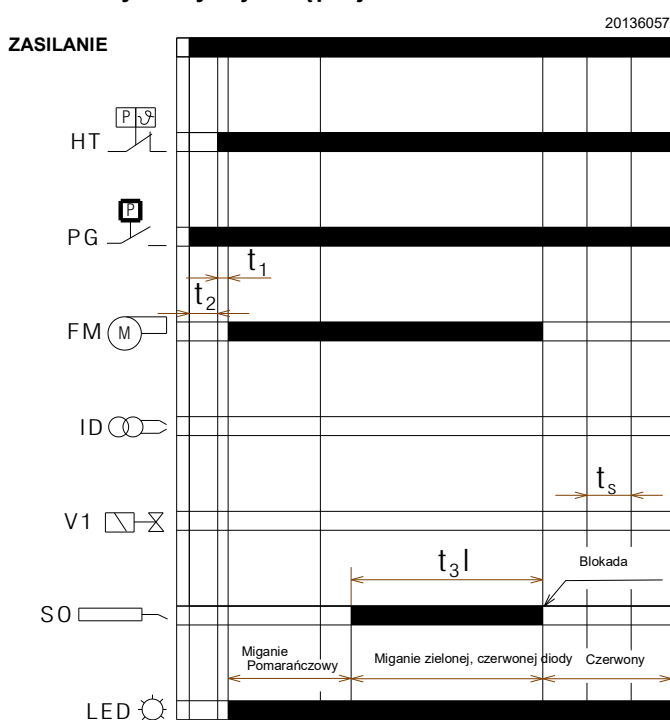 20136057
ZASILANIE
P ϑ
HT
P
PG
t1
t2
FM M
ID
ts
V1
t3l
Blokada
SO
Miganie
Pomarańczowy
Miganie zielonej, czerwonej diody
Czerwony
LED